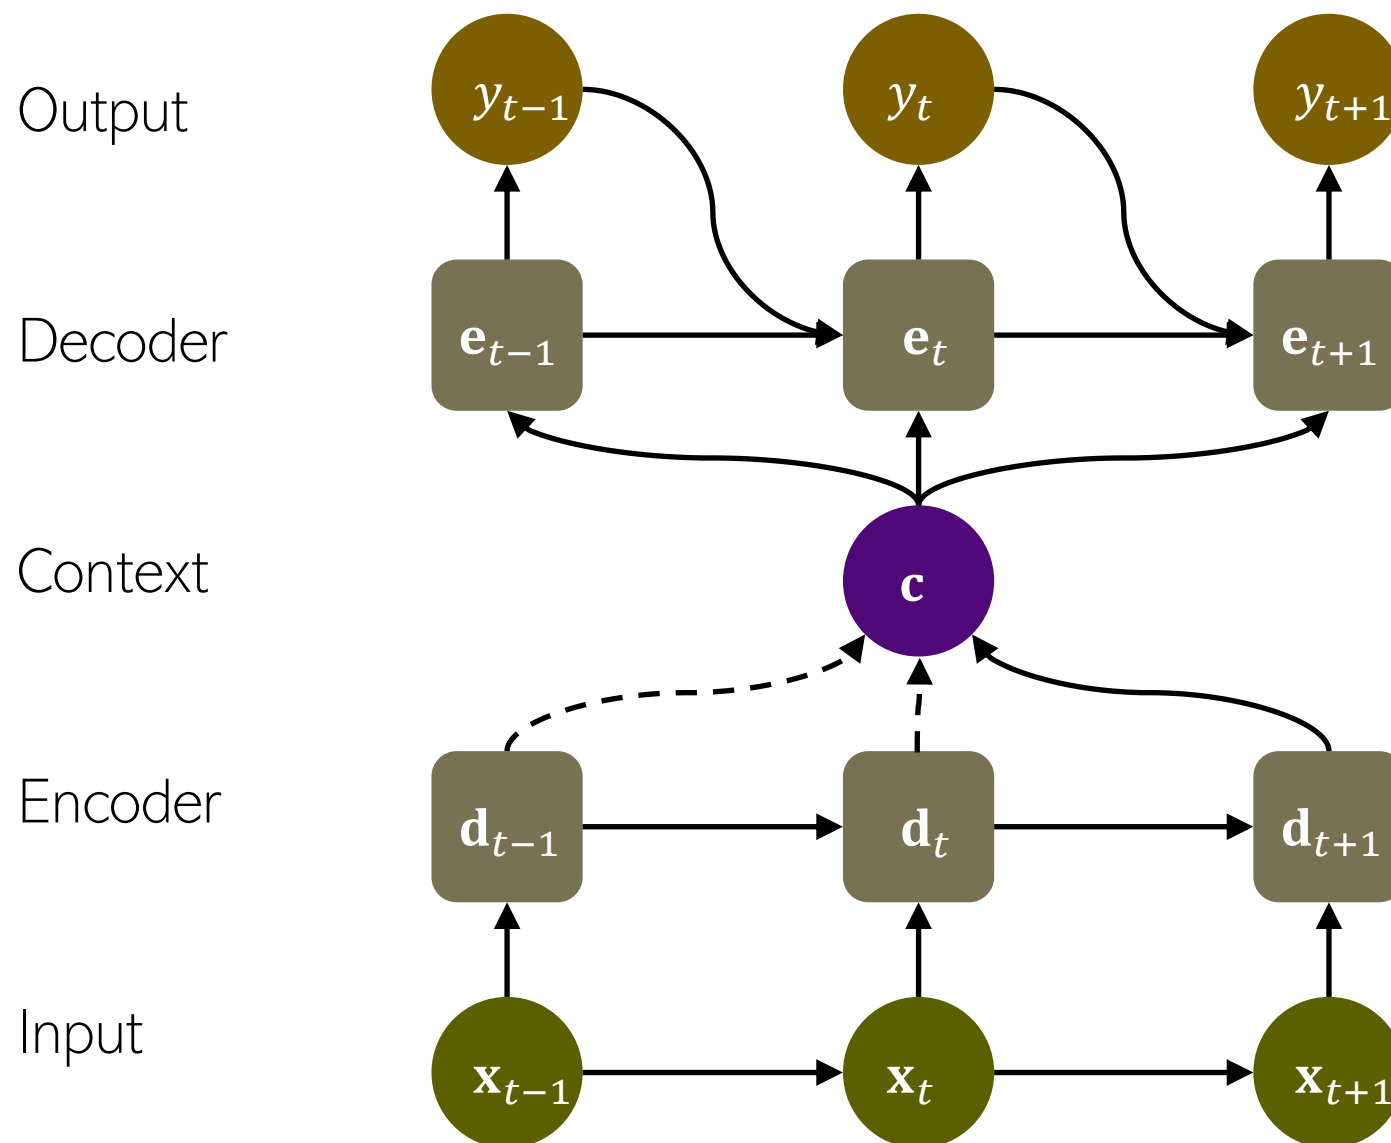 Output y_{t−1} y_t y_{t+1}
Decoder e_{t−1} e_t e_{t+1}
Context c
Encoder d_{t−1} d_t d_{t+1}
Input x_{t−1} x_t x_{t+1}